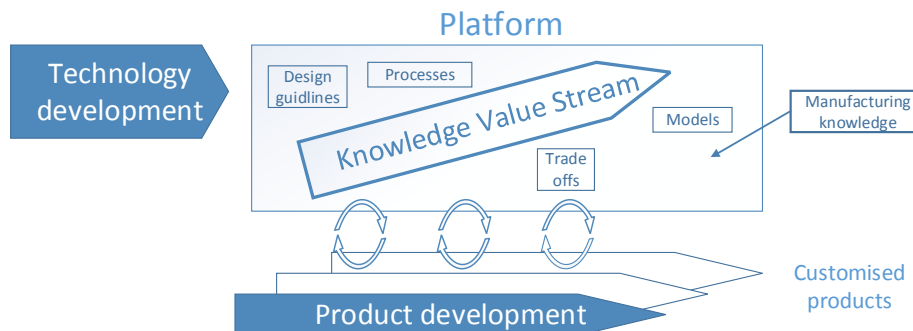 Platform
Technology
development
Design
guidlines
Processes
Knowledge Value Stream
Models
Manufacturing
knowledge
Trade
offs
Customised
products
Product development